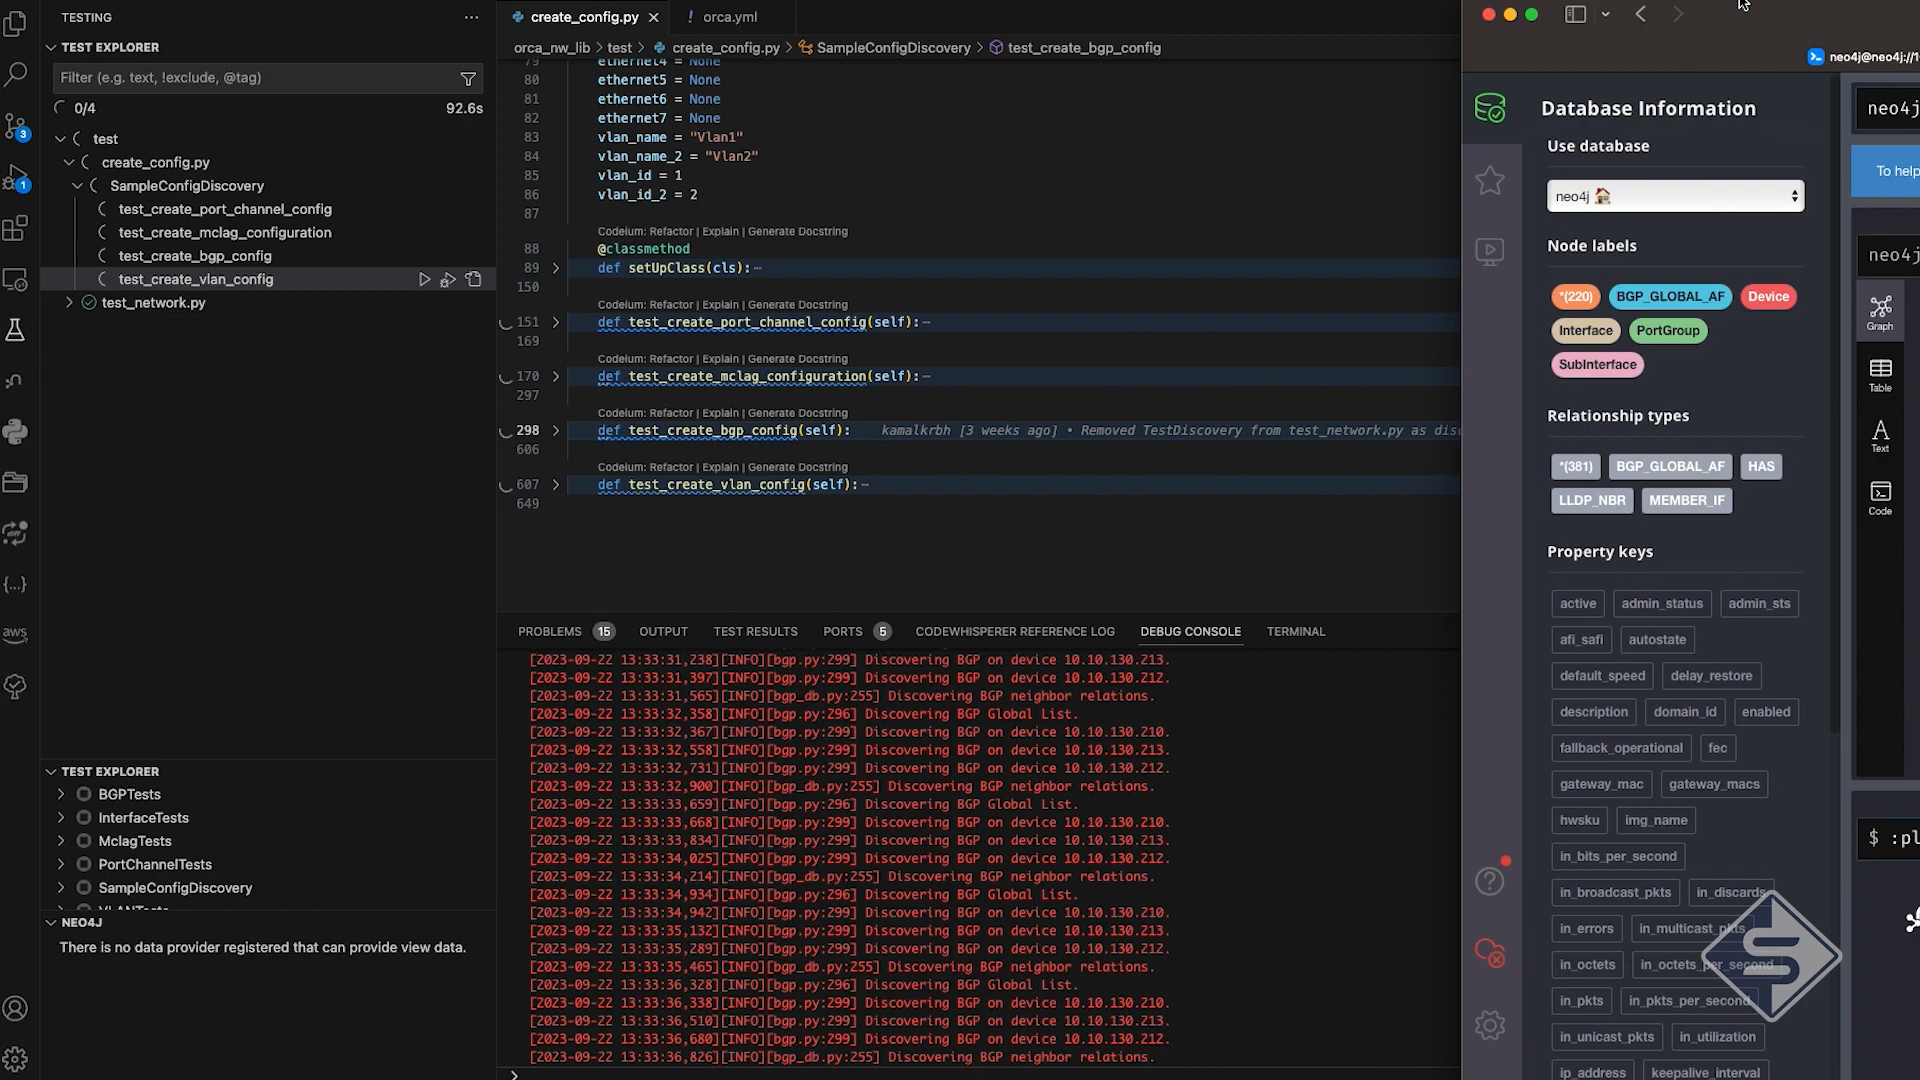 TESTING
TEST EXPLORER
Filter (e.g. text, !exclude, @tag)
0/4
92.6s
test
create_config.py
SampleConfigDiscovery
test_create_port_channel_config
test_create_mclag_configuration
test_create_bgp_config
test_create_vlan_config
test_network.py
3
1
aws
TEST EXPLORER
BGPTests
InterfaceTests
MclagTests
PortChannelTests
SampleConfigDiscovery
NEO4J
There is no data provider registered that can provide view data.
create_config.py
! orca.yml
orca_nw_lib > test > create_config.py > SampleConfigDiscovery > test_create_bgp_config
79 ethernet4 = None
80 ethernet5 = None
81 ethernet6 = None
82 ethernet7 = None
83 vlan_name = "Vlan1"
84 vlan_name_2 = "Vlan2"
85 vlan_id = 1
86 vlan_id_2 = 2
87
Codeium: Refactor | Explain | Generate Docstring
88 @classmethod
89 def setUpClass(cls):
150
Codeium: Refactor | Explain | Generate Docstring
151 def test_create_port_channel_config(self):
169
Codeium: Refactor | Explain | Generate Docstring
170 def test_create_mclag_configuration(self):
297
Codeium: Refactor | Explain | Generate Docstring
298 def test_create_bgp_config(self): kamalkrbh [3 weeks ago] • Removed TestDiscovery from test_network.py as disc
606
Codeium: Refactor | Explain | Generate Docstring
607 def test_create_vlan_config(self):
649
PROBLEMS 15 OUTPUT TEST RESULTS PORTS 5 CODEWHISPERER REFERENCE LOG DEBUG CONSOLE TERMINAL
[2023-09-22 13:33:31,238][INFO][bgp.py:299] Discovering BGP on device 10.10.130.213.
[2023-09-22 13:33:31,397][INFO][bgp.py:299] Discovering BGP on device 10.10.130.212.
[2023-09-22 13:33:31,565][INFO][bgp_db.py:255] Discovering BGP neighbor relations.
[2023-09-22 13:33:32,358][INFO][bgp.py:296] Discovering BGP Global List.
[2023-09-22 13:33:32,367][INFO][bgp.py:299] Discovering BGP on device 10.10.130.210.
[2023-09-22 13:33:32,558][INFO][bgp.py:299] Discovering BGP on device 10.10.130.213.
[2023-09-22 13:33:32,731][INFO][bgp.py:299] Discovering BGP on device 10.10.130.212.
[2023-09-22 13:33:32,900][INFO][bgp_db.py:255] Discovering BGP neighbor relations.
[2023-09-22 13:33:33,659][INFO][bgp.py:296] Discovering BGP Global List.
[2023-09-22 13:33:33,668][INFO][bgp.py:299] Discovering BGP on device 10.10.130.210.
[2023-09-22 13:33:33,834][INFO][bgp.py:299] Discovering BGP on device 10.10.130.213.
[2023-09-22 13:33:34,025][INFO][bgp.py:299] Discovering BGP on device 10.10.130.212.
[2023-09-22 13:33:34,214][INFO][bgp_db.py:255] Discovering BGP neighbor relations.
[2023-09-22 13:33:34,934][INFO][bgp.py:296] Discovering BGP Global List.
[2023-09-22 13:33:34,942][INFO][bgp.py:299] Discovering BGP on device 10.10.130.210.
[2023-09-22 13:33:35,132][INFO][bgp.py:299] Discovering BGP on device 10.10.130.213.
[2023-09-22 13:33:35,289][INFO][bgp.py:299] Discovering BGP on device 10.10.130.212.
[2023-09-22 13:33:35,465][INFO][bgp_db.py:255] Discovering BGP neighbor relations.
[2023-09-22 13:33:36,328][INFO][bgp.py:296] Discovering BGP Global List.
[2023-09-22 13:33:36,338][INFO][bgp.py:299] Discovering BGP on device 10.10.130.210.
[2023-09-22 13:33:36,510][INFO][bgp.py:299] Discovering BGP on device 10.10.130.213.
[2023-09-22 13:33:36,680][INFO][bgp.py:299] Discovering BGP on device 10.10.130.212.
[2023-09-22 13:33:36,826][INFO][bgp_db.py:255] Discovering BGP neighbor relations.
neo4j@neo4j://1
Database Information
Use database
neo4j
Node labels
*(220) BGP_GLOBAL_AF Device
Interface PortGroup
SubInterface
Relationship types
*(381) BGP_GLOBAL_AF HAS
LLDP_NBR MEMBER_IF
Property keys
active admin_status admin_sts
afi_safi autostate
default_speed delay_restore
description domain_id enabled
fallback_operational fec
gateway_mac gateway_macs
hwsku img_name
in_bits_per_second
in_broadcast_pkts in_discards
in_errors in_multicast_pkts
in_octets in_octets_per_second
in_pkts in_pkts_per_second
in_unicast_pkts in_utilization
ip_address keepalive_interval
neo4j
To help
neo4j
Graph
Table
Text
Code
$ :pl